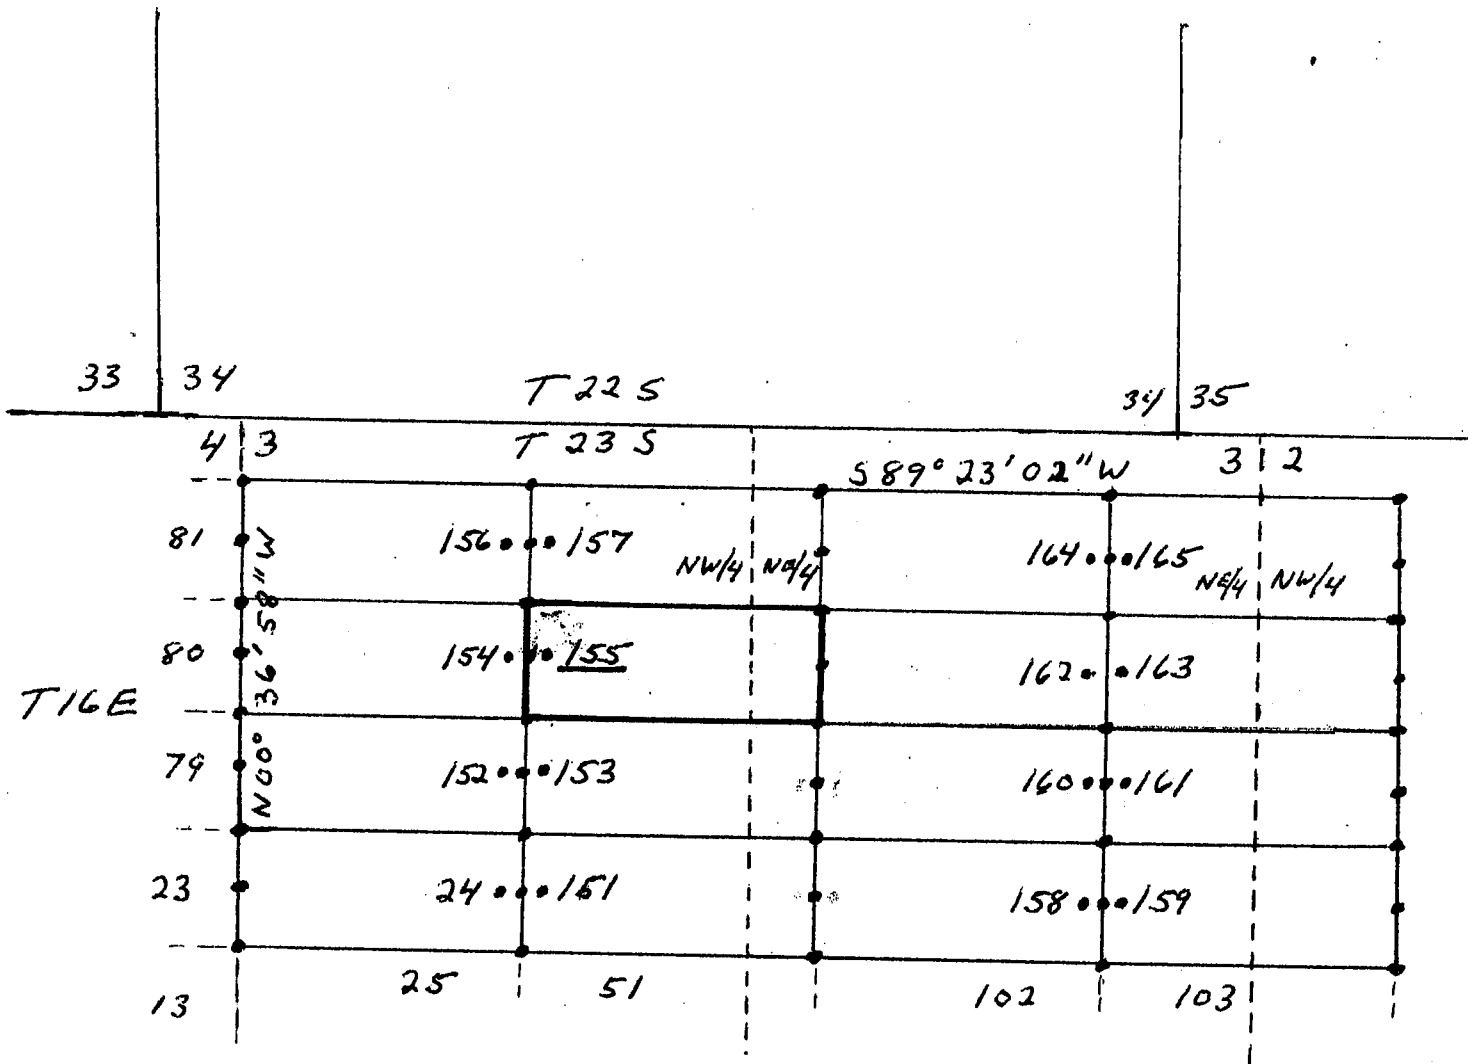 33 34 T 22 S 34 35
4 3 T 23 S S 89° 23' 02" W 3 2
81 156 157 NW/4 NE/4 164 165 NE/4 NW/4
N 00° 36' 58" W
80 154 155 162 163
T16E
79 152 153 160 161
23 24 151 158 159
13 25 51 102 103